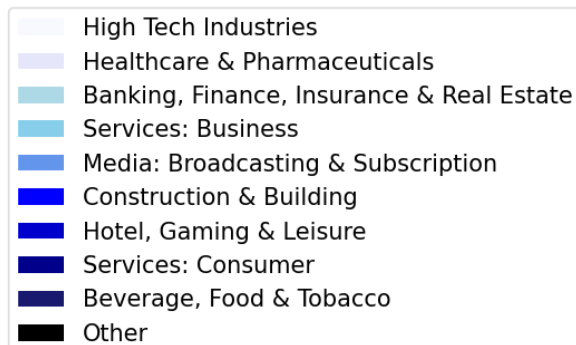 High Tech Industries
Healthcare & Pharmaceuticals
Banking, Finance, Insurance & Real Estate
Services: Business
Media: Broadcasting & Subscription
Construction & Building
Hotel, Gaming & Leisure
Services: Consumer
Beverage, Food & Tobacco
Other